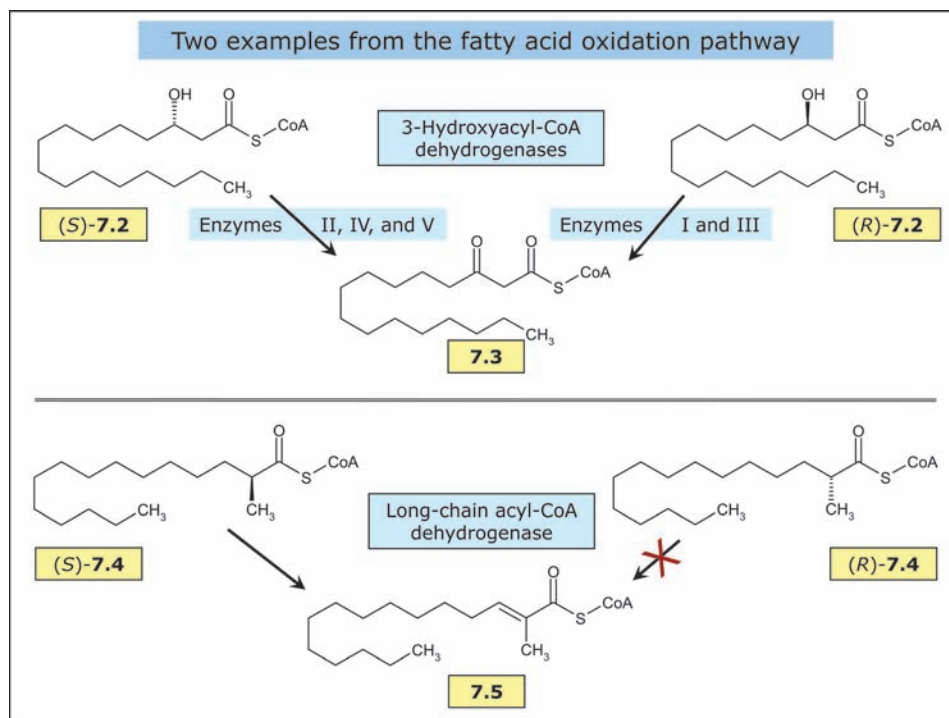 Two examples from the fatty acid oxidation pathway
OH
O
S
CoA
CH3
(S)-7.2
3-Hydroxyacyl-CoA
dehydrogenases
OH
O
S
CoA
CH3
(R)-7.2
Enzymes II, IV, and V
Enzymes I and III
O
O
S
CoA
CH3
7.3
O
S
CoA
CH3
CH3
(S)-7.4
Long-chain acyl-CoA
dehydrogenase
O
S
CoA
CH3
CH3
(R)-7.4
O
S
CoA
CH3
CH3
7.5